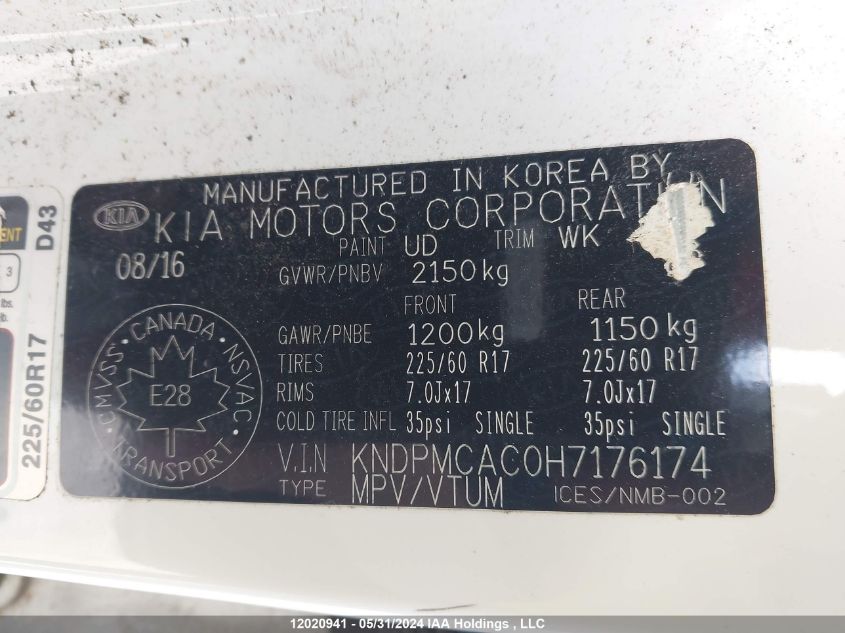 MANUFACTURED IN KOREA BY
KIA KIA MOTORS CORPORATI N
PAINT UD TRIM WK
08/16
GVWR/PNBV 2150kg
FRONT REAR
GAWR/PNBE 1200kg 1150kg
TIRES 225/60 R17 225/60 R17
RIMS 7.0Jx17 7.0Jx17
COLD TIRE INFL 35psi SINGLE 35psi SINGLE
V.I.N KNDPMCAC0H7176174
TYPE MPV/VTUM ICES/NMB-002
CANADA
CMVSS NSVAC
E28
TRANSPORT
D43
225/60R17
3
lbs.
lb.
12020941 - 05/31/2024 IAA Holdings , LLC